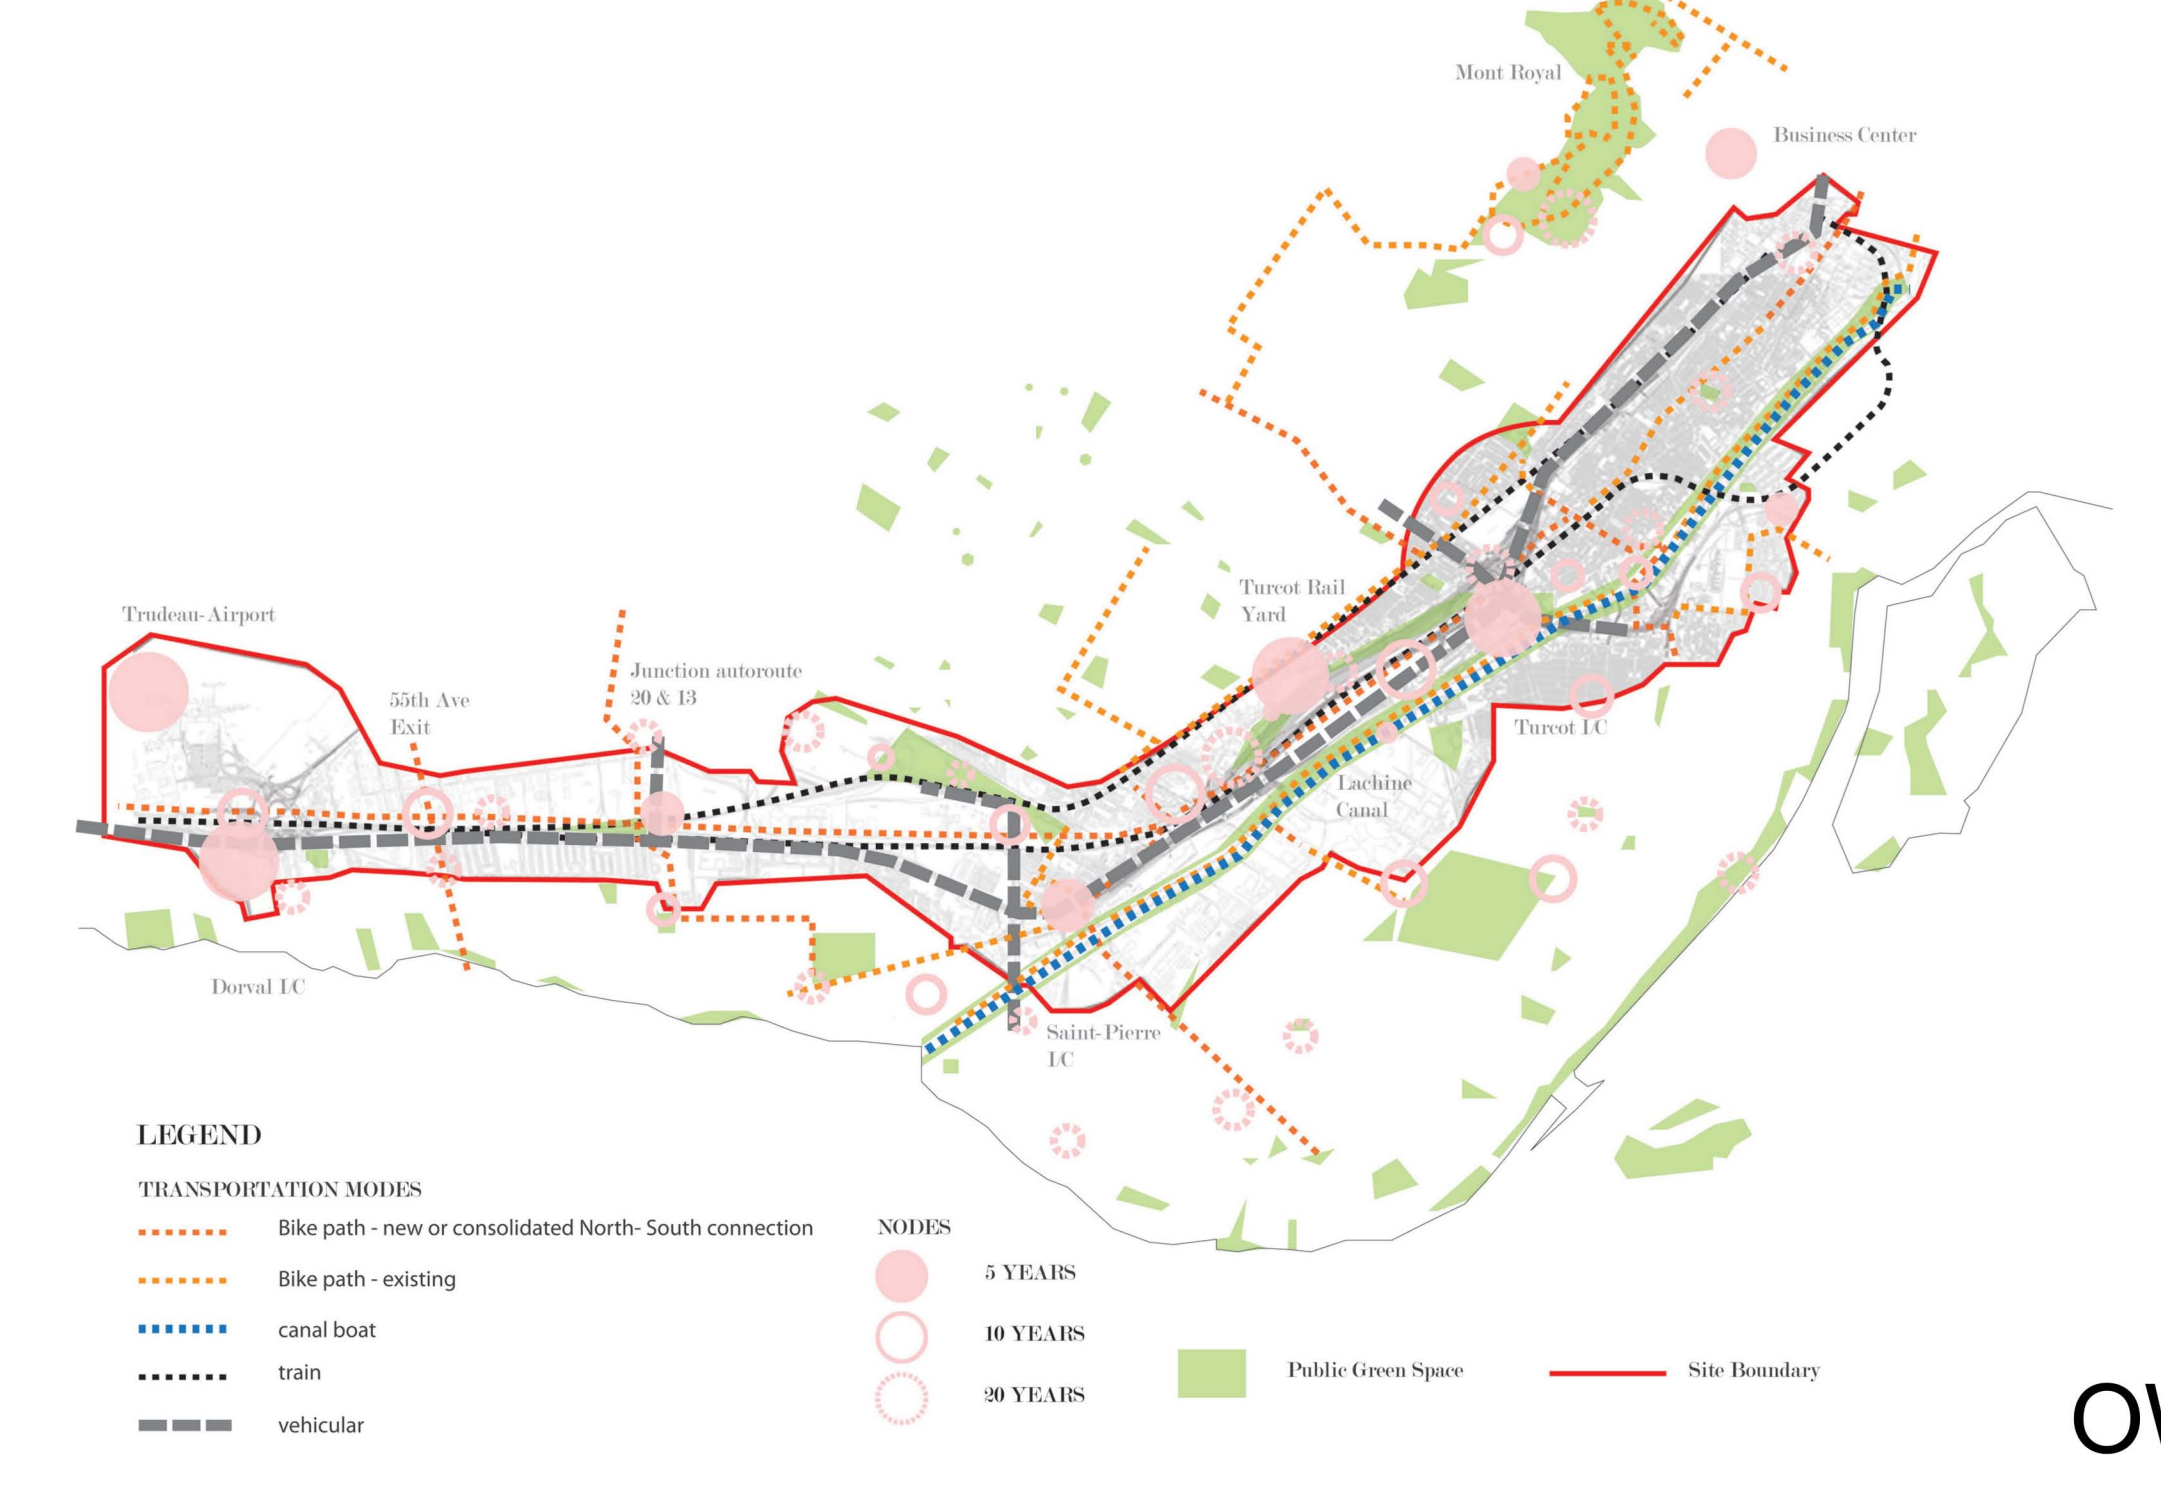 Mont Royal
Business Center
Turcot Rail
Yard
Trudeau-Airport
Junction autoroute
20 & 13
55th Ave
Exit
Turcot I/C
Lachine
Canal
Dorval I/C
Saint-Pierre
I/C
LEGEND
TRANSPORTATION MODES
Bike path - new or consolidated North- South connection
Bike path - existing
canal boat
train
vehicular
NODES
5 YEARS
10 YEARS
20 YEARS
Public Green Space
Site Boundary